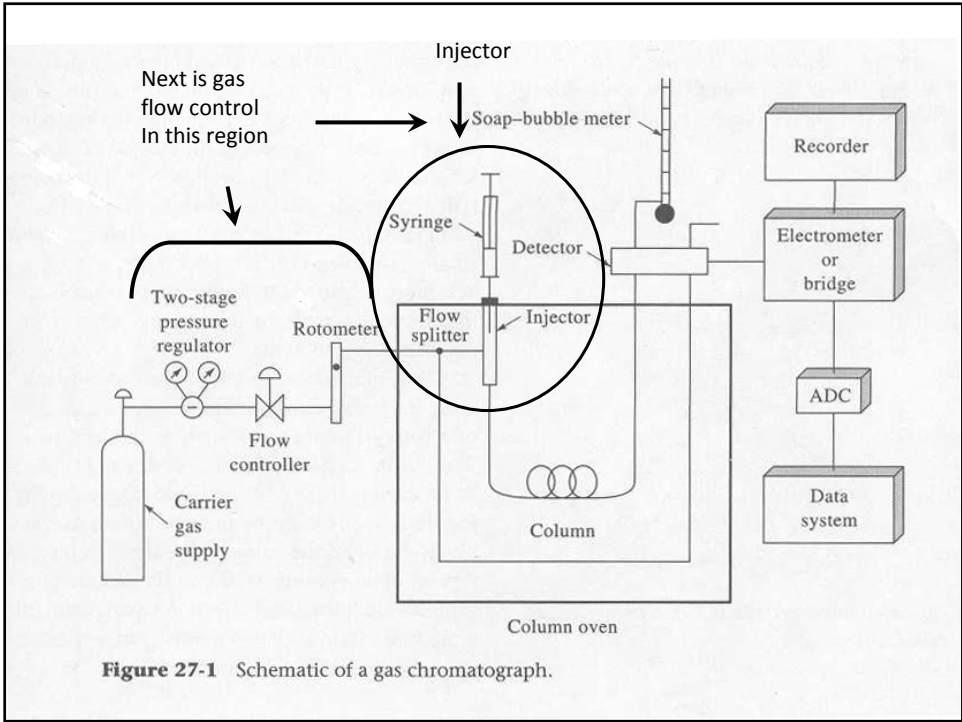 Injector
Next is gas
flow control
In this region
Soap–bubble meter
Recorder
Syringe
Detector
Electrometer
or
bridge
Two-stage
pressure
regulator
Rotometer
Flow
splitter
Injector
ADC
Flow
controller
Carrier
gas
supply
Column
Data
system
Column oven
Figure 27-1 Schematic of a gas chromatograph.